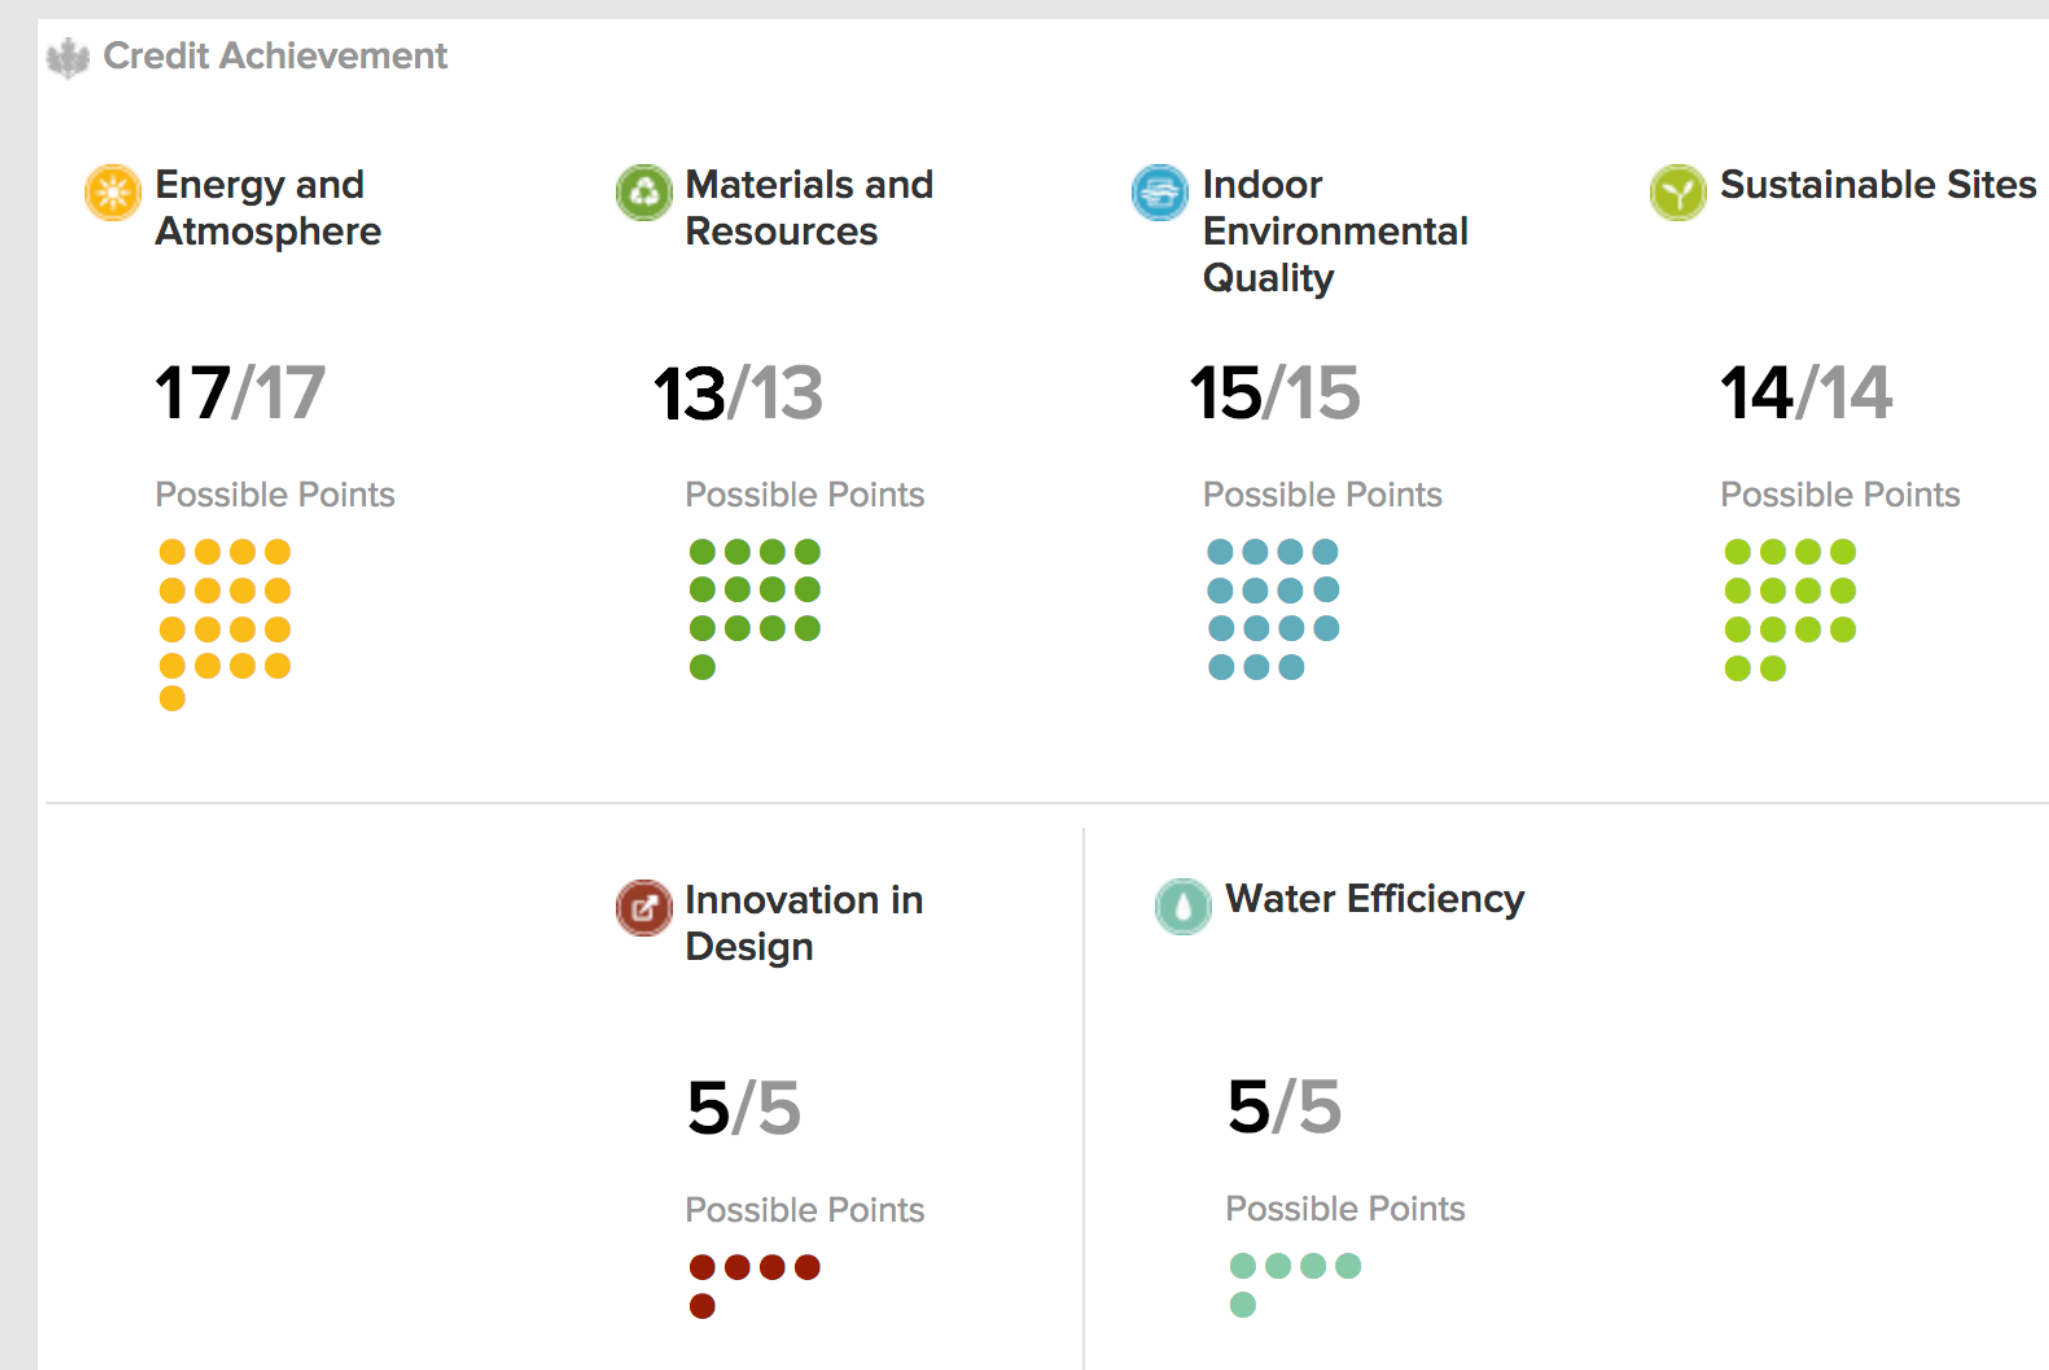 Credit Achievement
Energy and
Atmosphere
17/17
Possible Points
Materials and
Resources
13/13
Possible Points
Indoor
Environmental
Quality
15/15
Possible Points
Sustainable Sites
14/14
Possible Points
Innovation in
Design
5/5
Possible Points
Water Efficiency
5/5
Possible Points